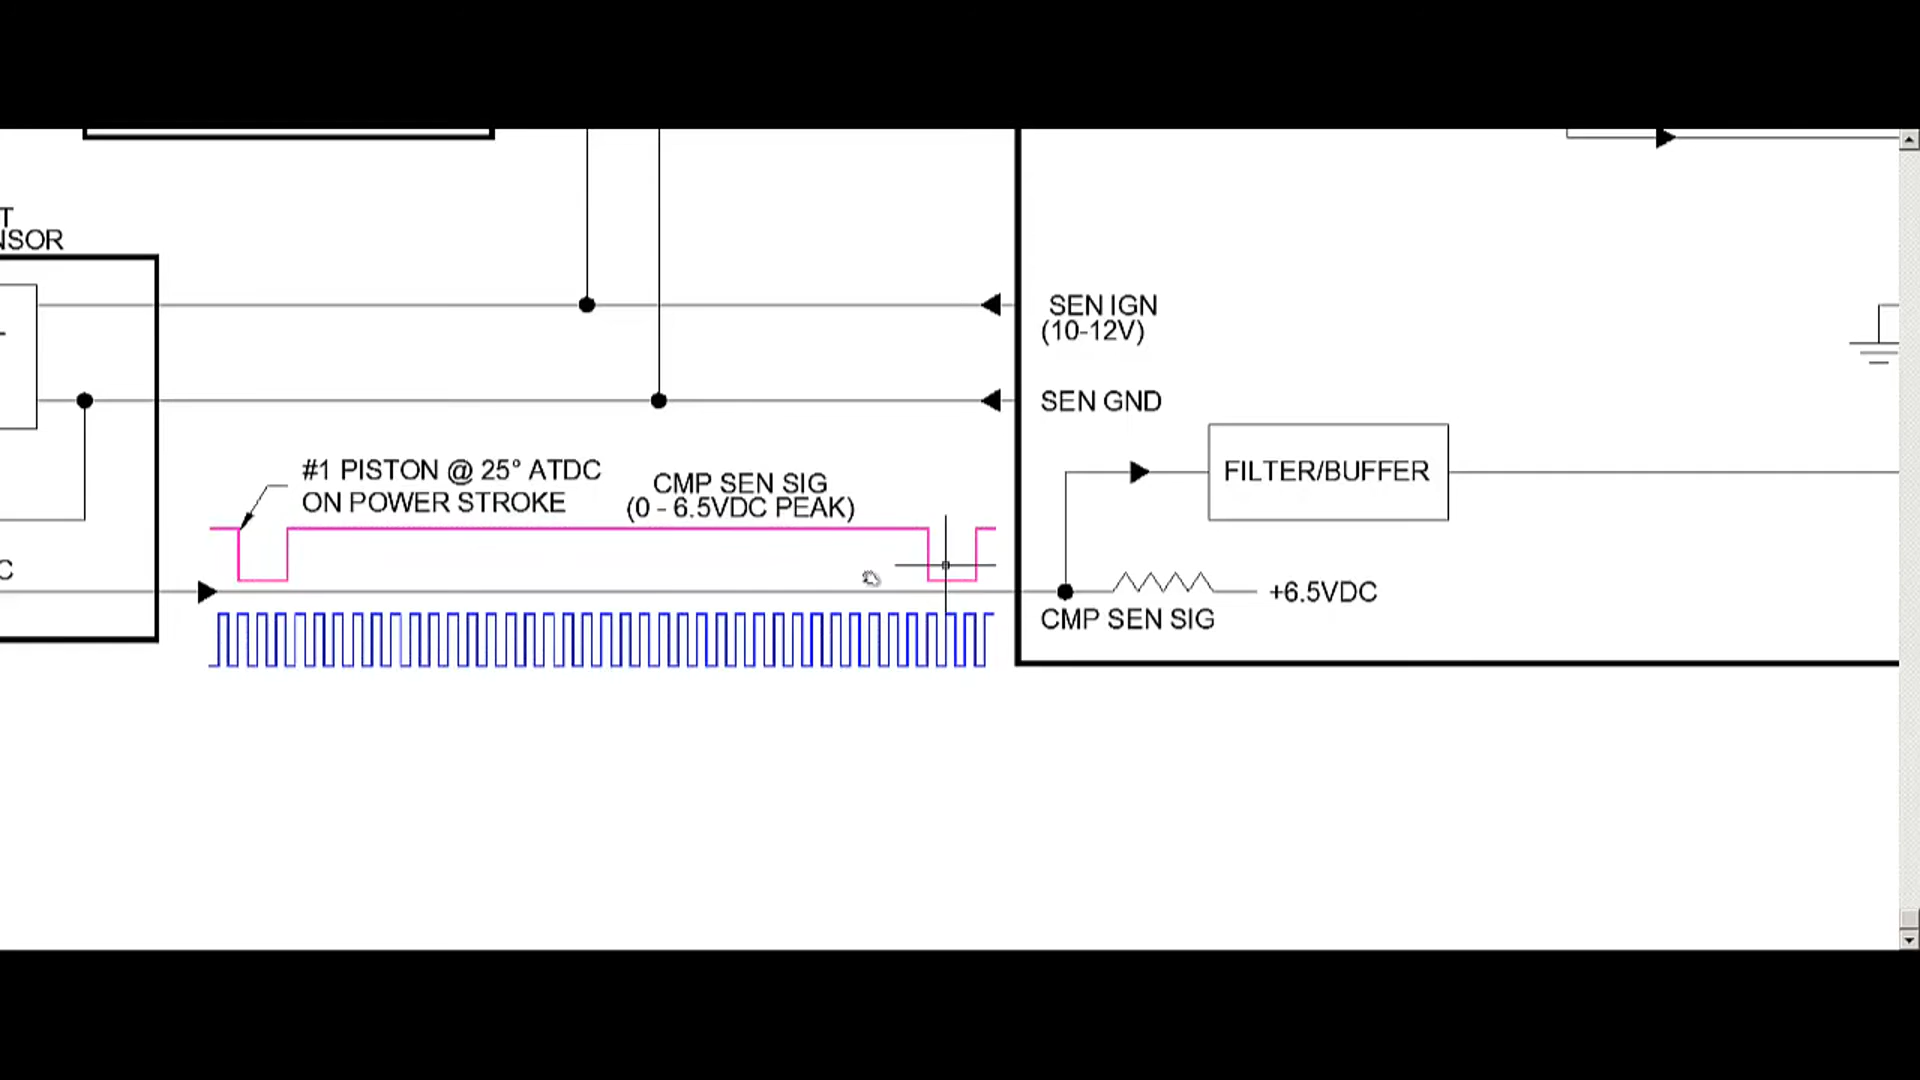 T
NSOR
SEN IGN
(10-12V)
SEN GND
#1 PISTON @ 25° ATDC
ON POWER STROKE
CMP SEN SIG
(0 - 6.5VDC PEAK)
FILTER/BUFFER
C
+6.5VDC
CMP SEN SIG